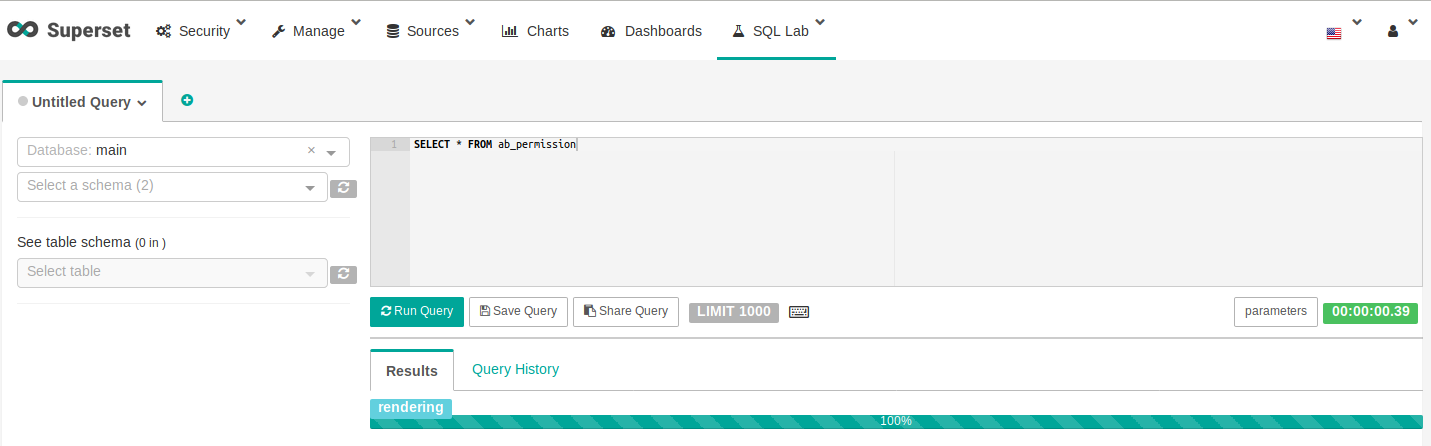 Superset Security Manage Sources Charts Dashboards SQL Lab
Untitled Query
Database: main ×
Select a schema (2)
See table schema (0 in )
Select table
1 SELECT * FROM ab_permission
Run Query Save Query Share Query LIMIT 1000 parameters 00:00:00.39
Results Query History
rendering
100%